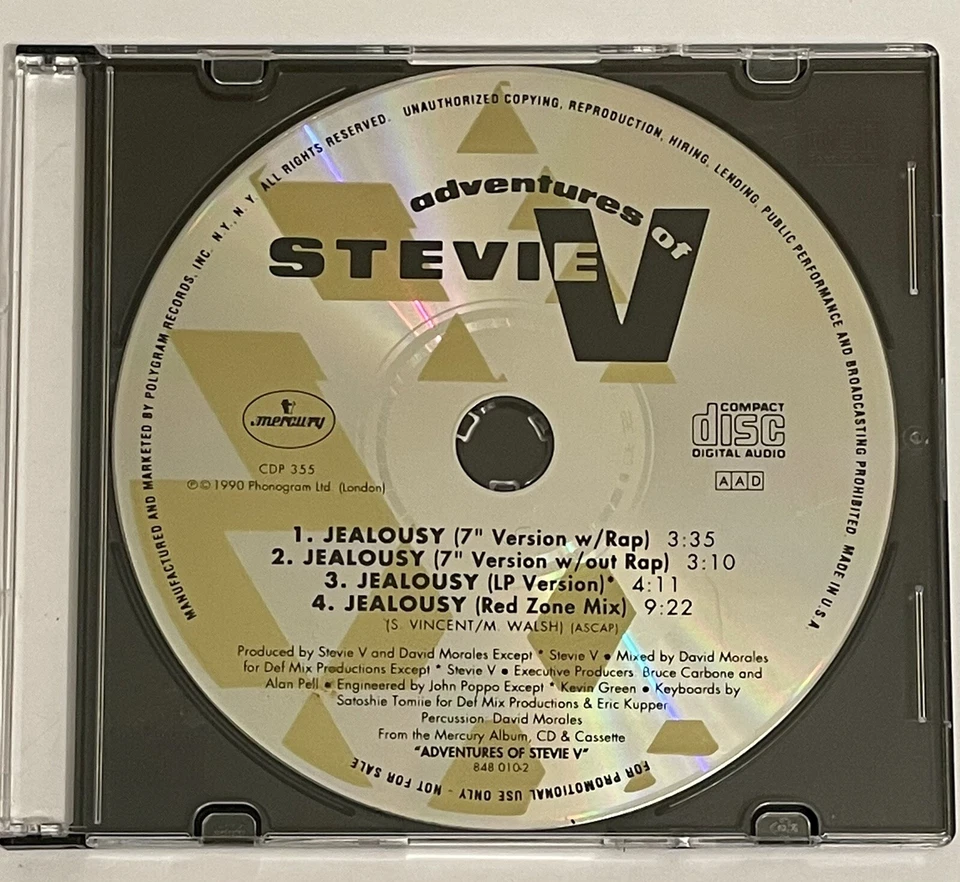 MANUFACTURED AND MARKETED BY POLYGRAM RECORDS, INC. N.Y., N.Y. ALL RIGHTS RESERVED. UNAUTHORIZED COPYING, REPRODUCTION, HIRING, LENDING, PUBLIC PERFORMANCE AND BROADCASTING PROHIBITED. MADE IN U.S.A.
adventures
of
STEVIE V
mercury
COMPACT
disc
DIGITAL AUDIO
CDP 355
AAD
℗© 1990 Phonogram Ltd. (London)
1. JEALOUSY (7" Version w/Rap) 3:35
2. JEALOUSY (7" Version w/out Rap) 3:10
3. JEALOUSY (LP Version)* 4:11
4. JEALOUSY (Red Zone Mix) 9:22
(S. VINCENT/M. WALSH) (ASCAP)
Produced by Stevie V and David Morales Except * Stevie V • Mixed by David Morales
for Def Mix Productions Except * Stevie V • Executive Producers: Bruce Carbone and
Alan Pell • Engineered by John Poppo Except * Kevin Green • Keyboards by
Satoshie Tomiie for Def Mix Productions & Eric Kupper
Percussion: David Morales
From the Mercury Album, CD & Cassette
"ADVENTURES OF STEVIE V"
848 010-2
FOR PROMOTIONAL USE ONLY - NOT FOR SALE